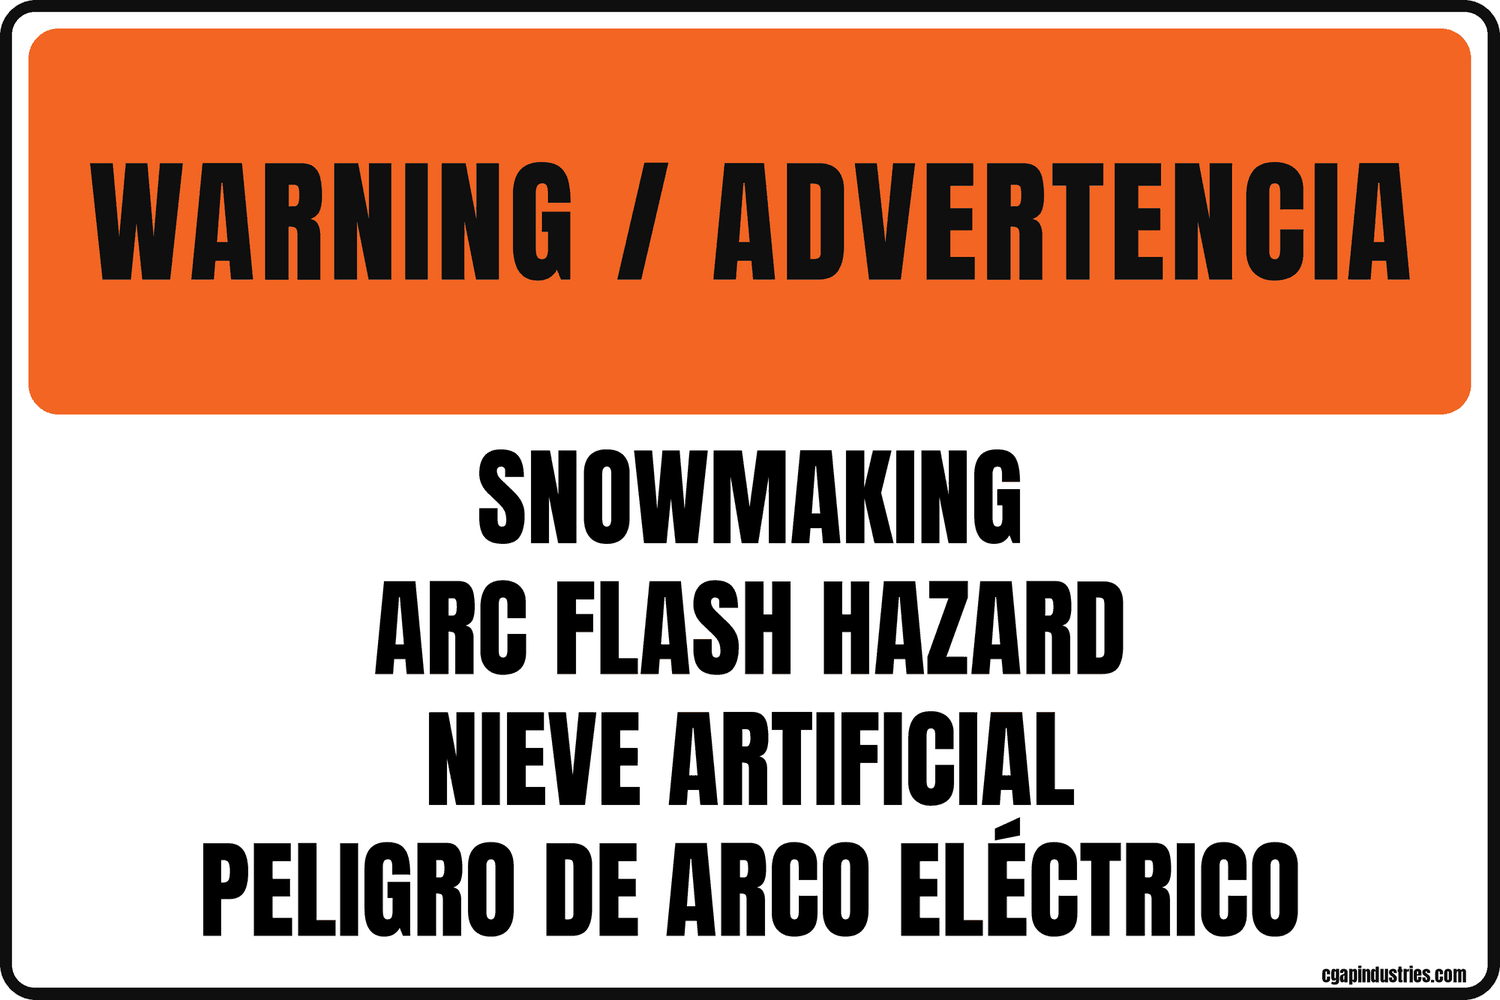 WARNING / ADVERTENCIA
SNOWMAKING
ARC FLASH HAZARD
NIEVE ARTIFICIAL
PELIGRO DE ARCO ELÉCTRICO
cgapindustries.com